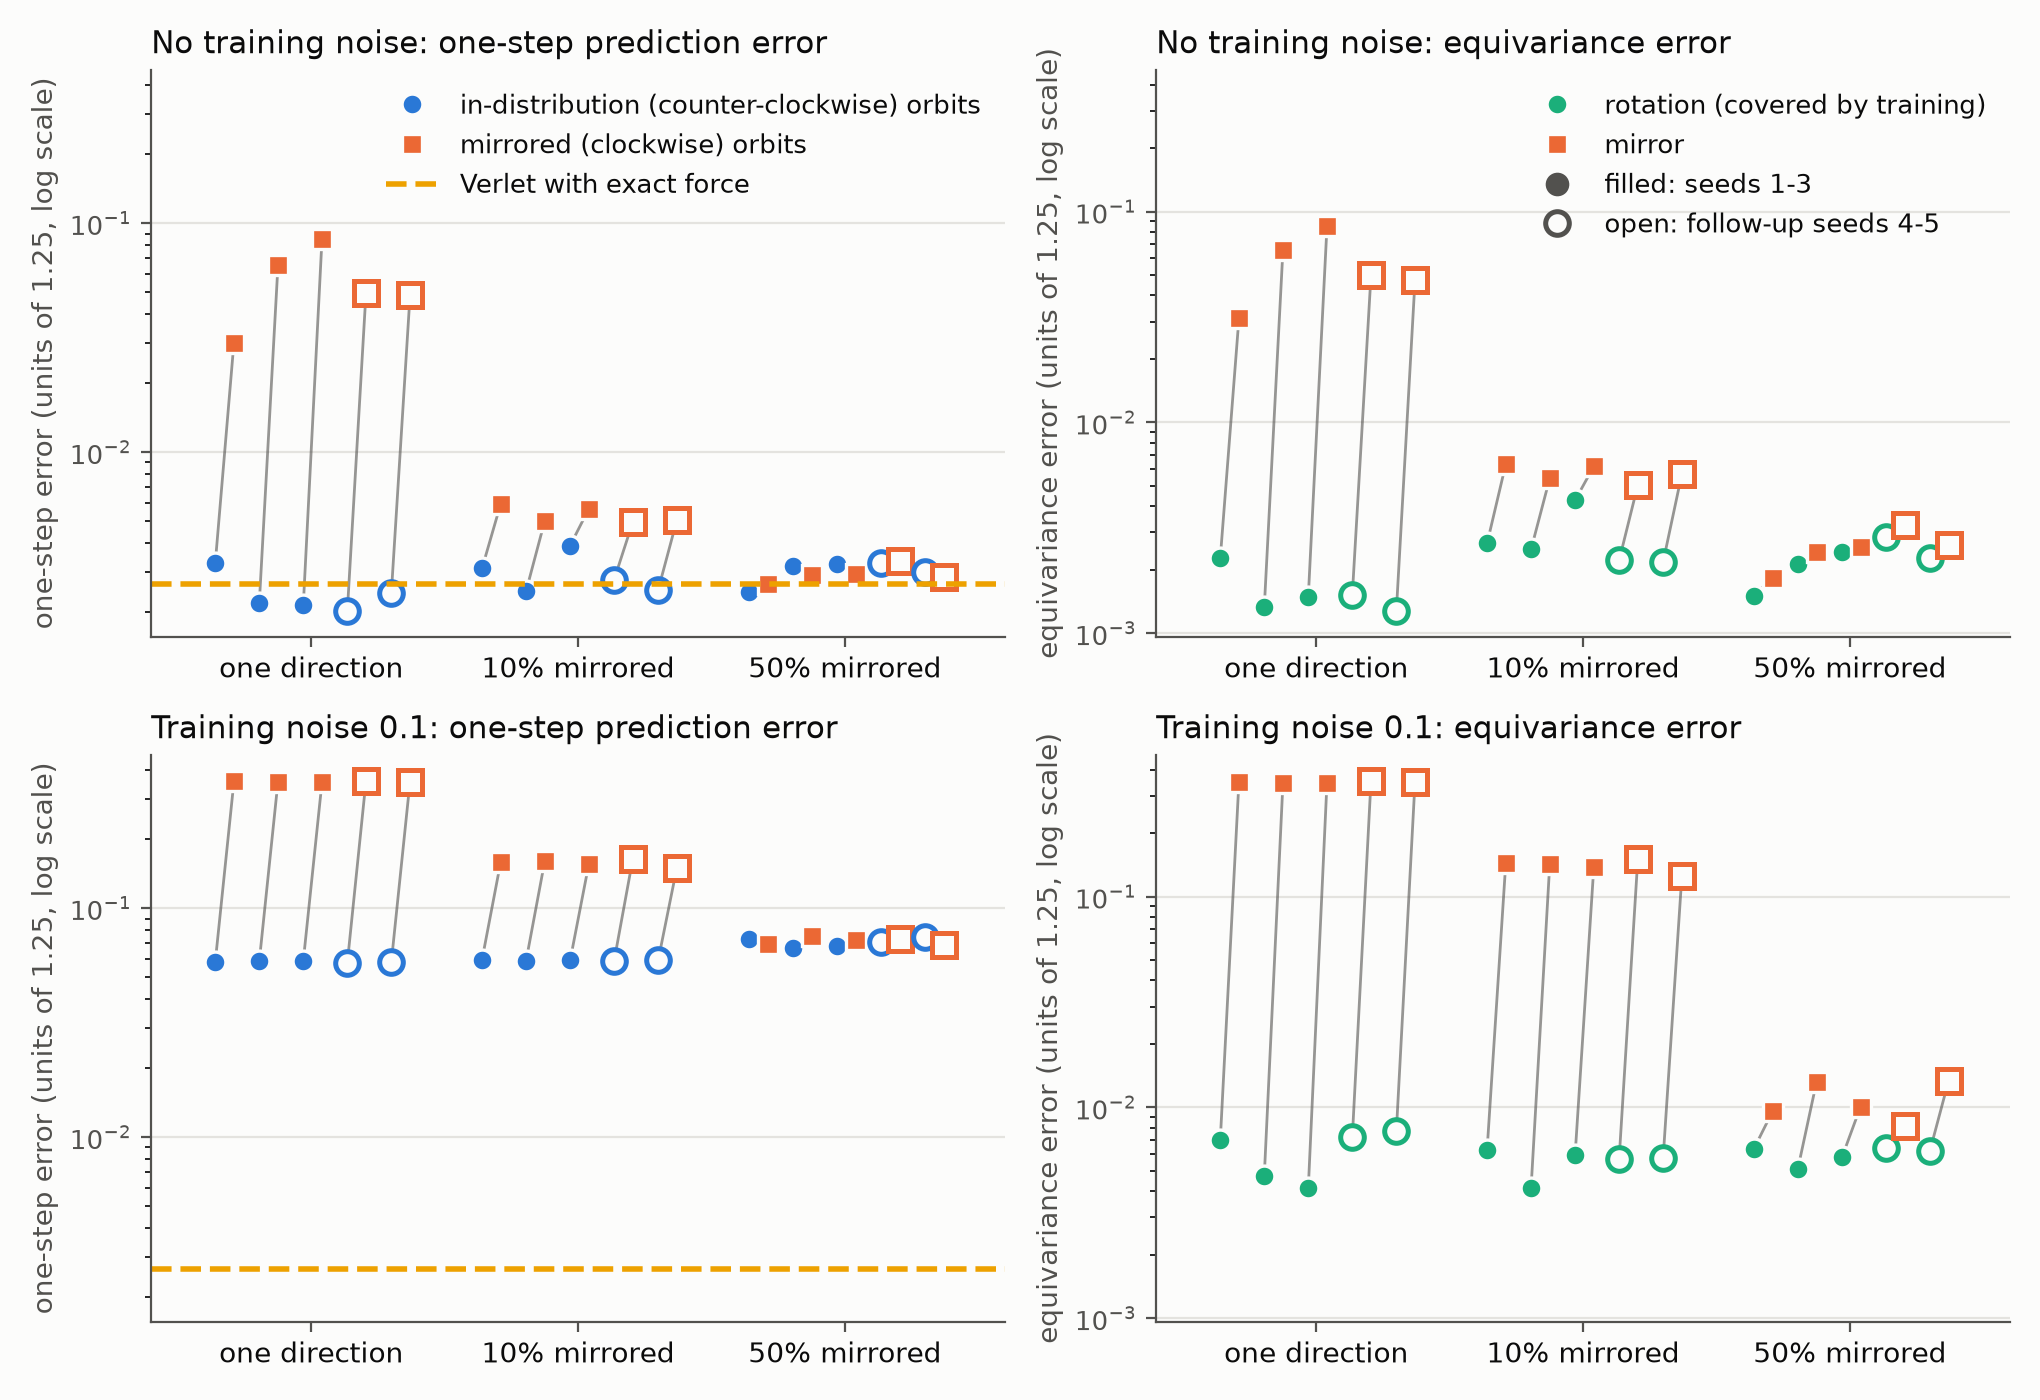 No training noise: one-step prediction error
one-step error (units of 1.25, log scale)
in-distribution (counter-clockwise) orbits
mirrored (clockwise) orbits
Verlet with exact force
10⁻¹
10⁻²
one direction
10% mirrored
50% mirrored
No training noise: equivariance error
equivariance error (units of 1.25, log scale)
rotation (covered by training)
mirror
filled: seeds 1-3
open: follow-up seeds 4-5
10⁻¹
10⁻²
10⁻³
one direction
10% mirrored
50% mirrored
Training noise 0.1: one-step prediction error
one-step error (units of 1.25, log scale)
10⁻¹
10⁻²
one direction
10% mirrored
50% mirrored
Training noise 0.1: equivariance error
equivariance error (units of 1.25, log scale)
10⁻¹
10⁻²
10⁻³
one direction
10% mirrored
50% mirrored